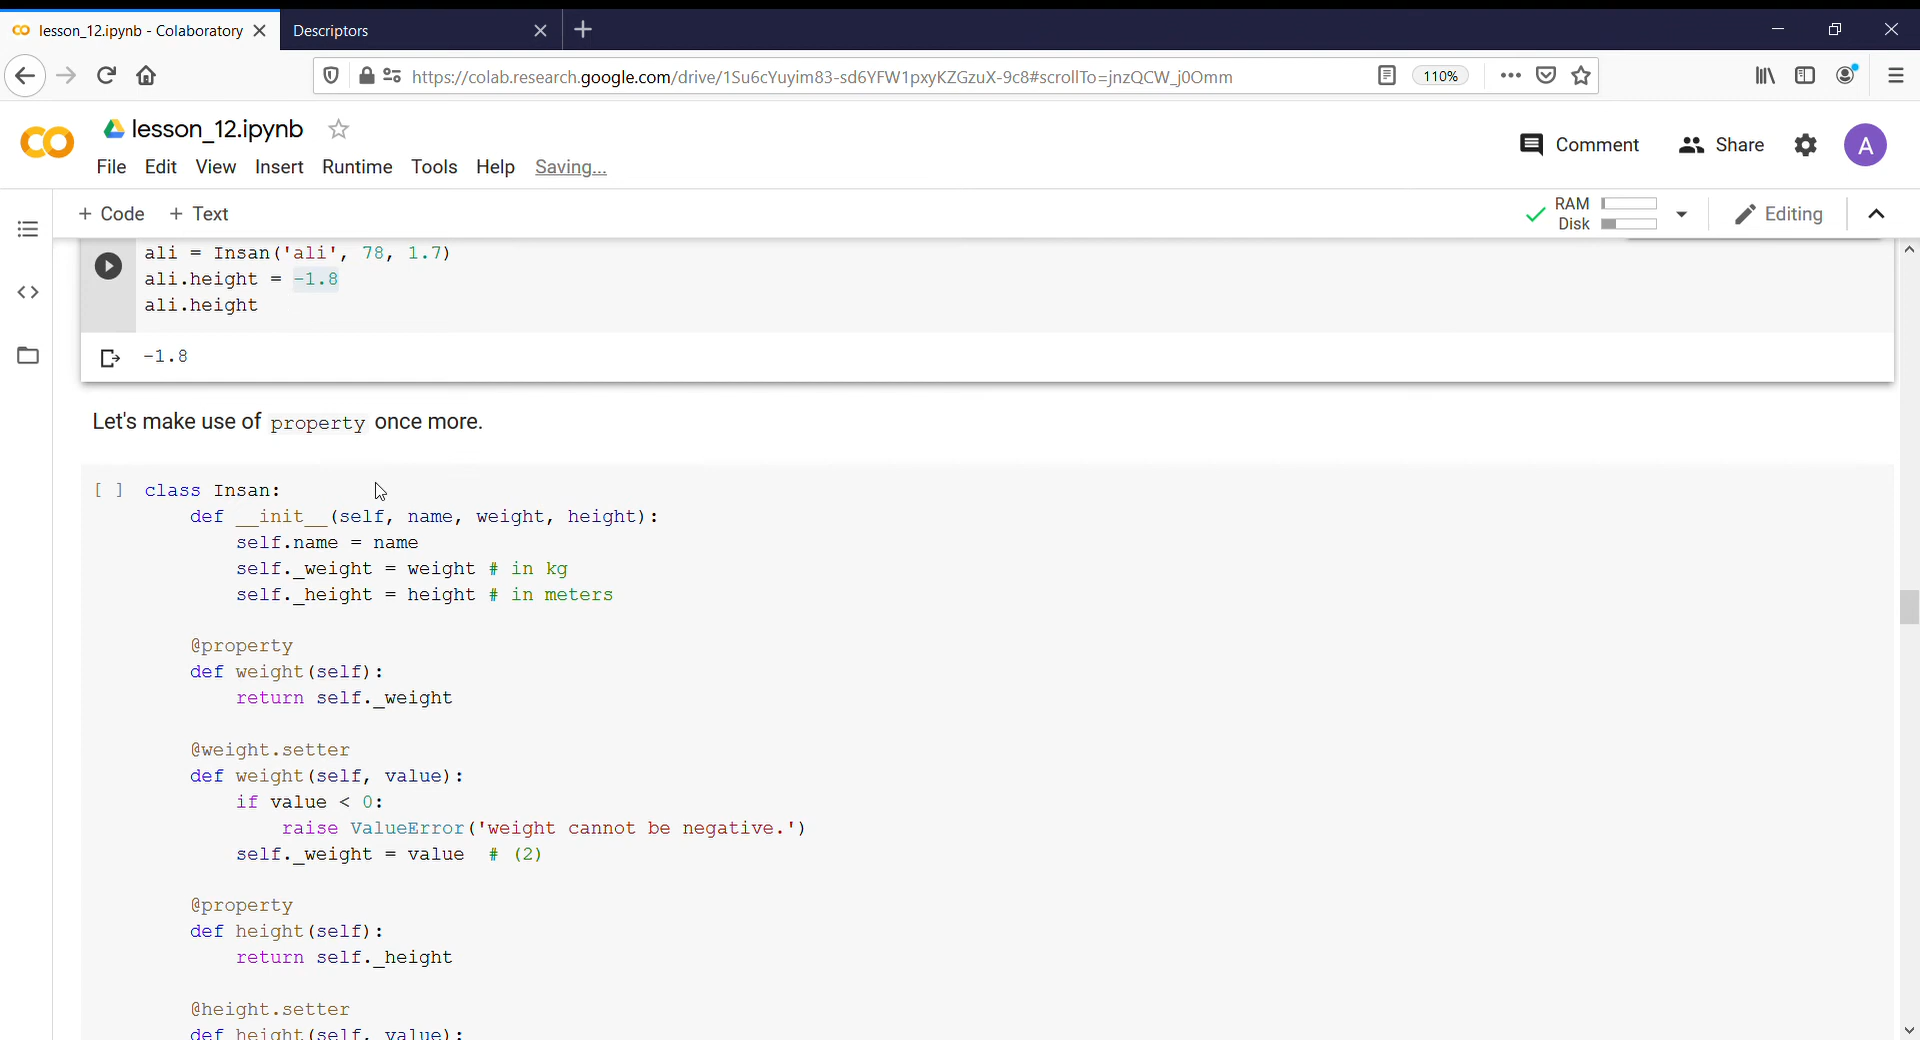 lesson_12.ipynb - Colaboratory
Descriptors
https://colab.research.google.com/drive/1Su6cYuyim83-sd6YFW1pxyKZGzuX-9c8#scrollTo=jnzQCW_j0Omm
110%
lesson_12.ipynb
File Edit View Insert Runtime Tools Help Saving...
Comment
Share
A
+ Code + Text
RAM
Disk
Editing
ali = Insan('ali', 78, 1.7)
ali.height = -1.8
ali.height
-1.8
Let's make use of property once more.
[ ] class Insan:
def __init__(self, name, weight, height):
self.name = name
self._weight = weight # in kg
self._height = height # in meters
@property
def weight(self):
return self._weight
@weight.setter
def weight(self, value):
if value < 0:
raise ValueError('weight cannot be negative.')
self._weight = value # (2)
@property
def height(self):
return self._height
@height.setter
def height(self, value):